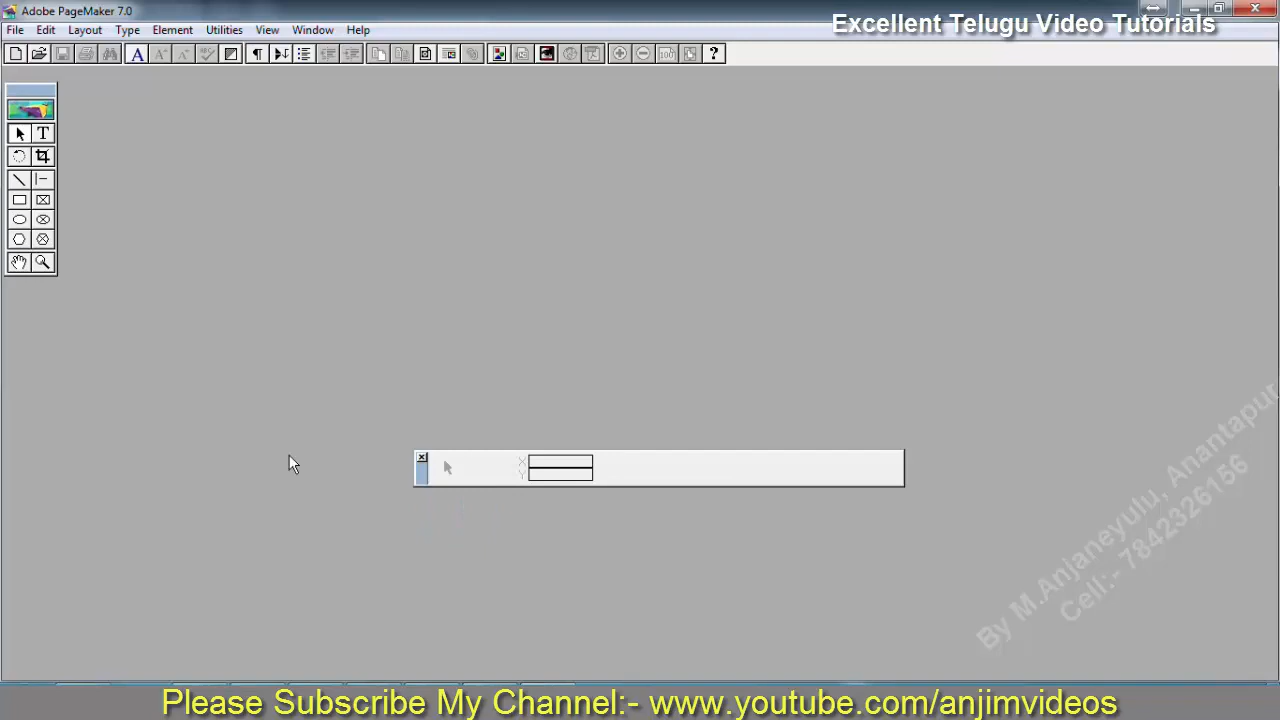 Adobe PageMaker 7.0
Excellent Telugu Video Tutorials
File Edit Layout Type Element Utilities View Window Help
X
Y
By M.Anjaneyulu, Anantapur
Cell:- 7842326156
Please Subscribe My Channel:- www.youtube.com/anjimvideos